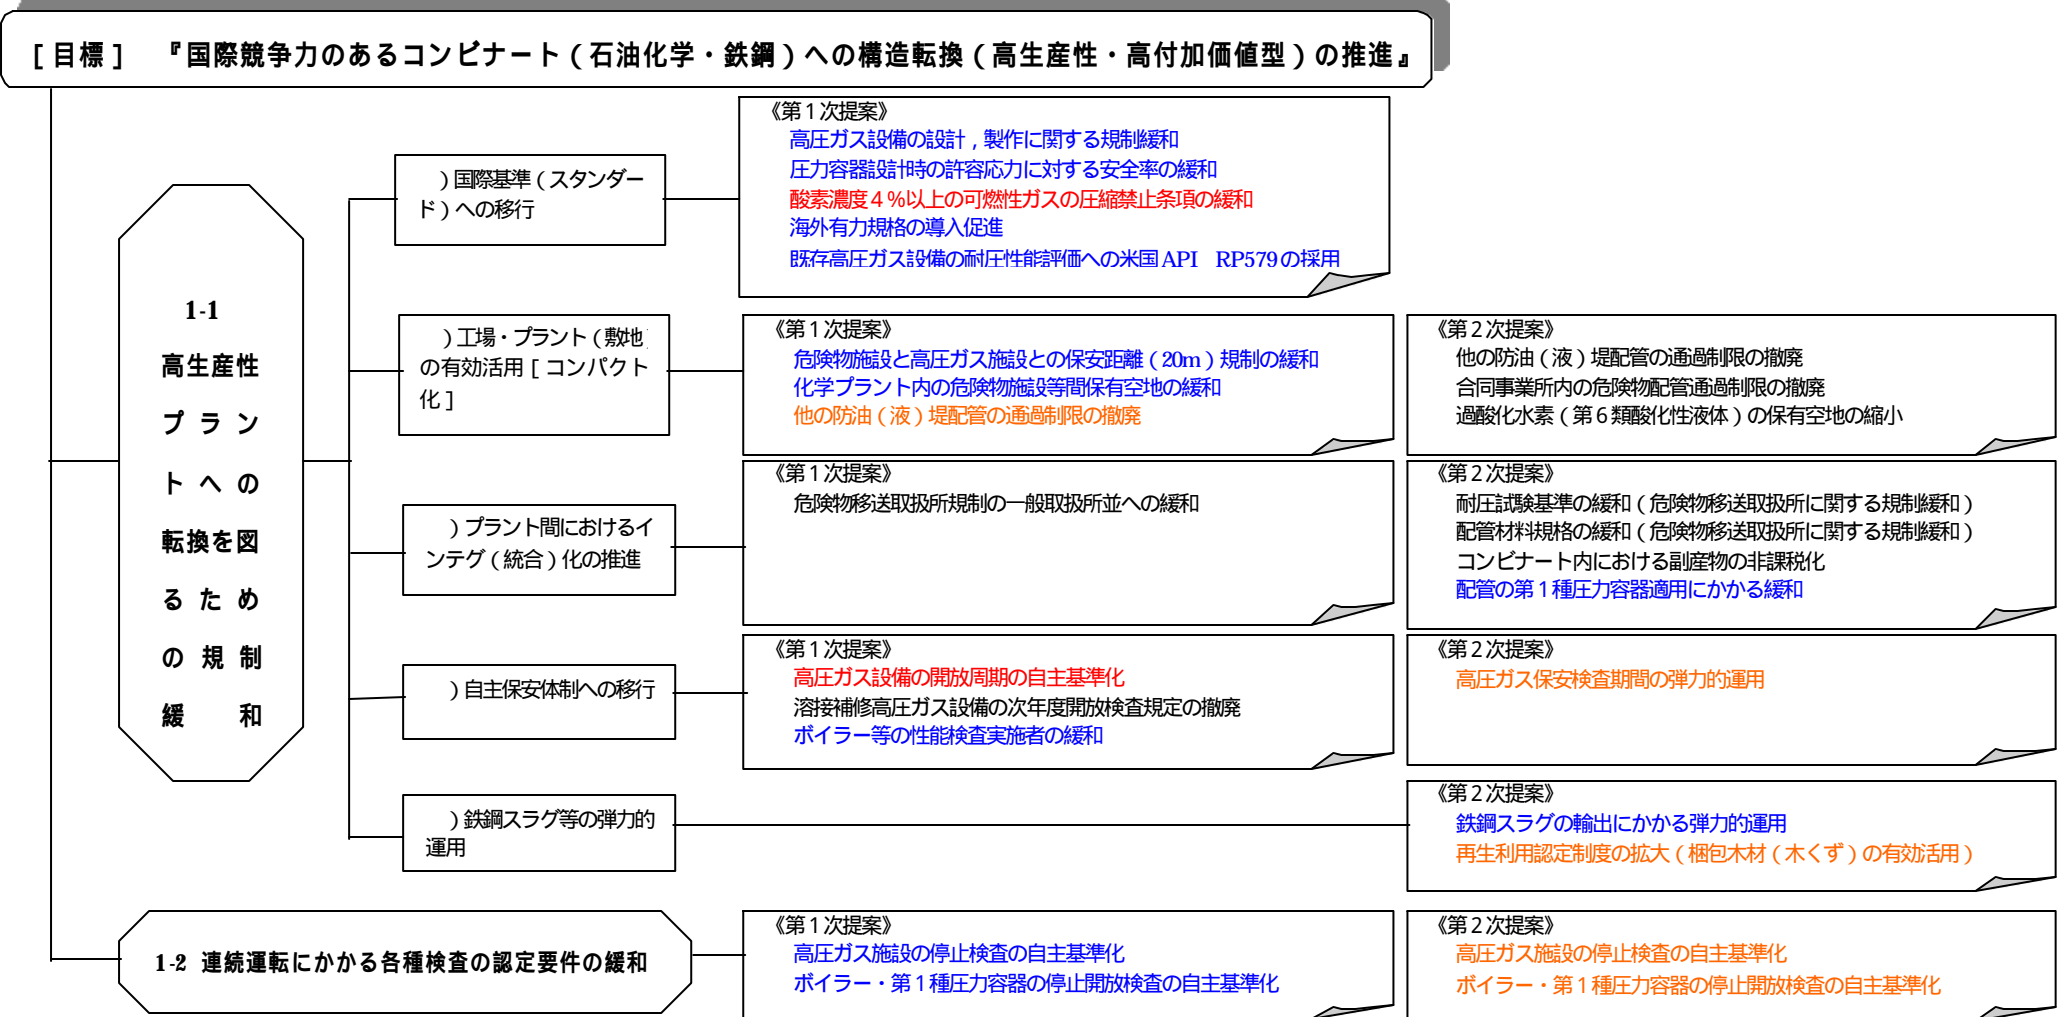 [目標] 『国際競争力のあるコンビナート(石油化学・鉄鋼)への構造転換(高生産性・高付加価値型)の推進』
1-1
高生産性
プラン
トへの
転換を図
るため
の規制
緩 和
)国際基準(スタンダー
ド)への移行
《第1次提案》
高圧ガス設備の設計,製作に関する規制緩和
圧力容器設計時の許容応力に対する安全率の緩和
酸素濃度4%以上の可燃性ガスの圧縮禁止条項の緩和
海外有力規格の導入促進
既存高圧ガス設備の耐圧性能評価への米国API RP579の採用
)工場・プラント(敷地)
の有効活用[コンパクト
化]
《第1次提案》
危険物施設と高圧ガス施設との保安距離(20m)規制の緩和
化学プラント内の危険物施設等間保有空地の緩和
他の防油(液)堤配管の通過制限の撤廃
《第2次提案》
他の防油(液)堤配管の通過制限の撤廃
合同事業所内の危険物配管通過制限の撤廃
過酸化水素(第6類酸化性液体)の保有空地の縮小
)プラント間におけるイ
ンテグ(統合)化の推進
《第1次提案》
危険物移送取扱所規制の一般取扱所並への緩和
《第2次提案》
耐圧試験基準の緩和(危険物移送取扱所に関する規制緩和)
配管材料規格の緩和(危険物移送取扱所に関する規制緩和)
コンビナート内における副産物の非課税化
配管の第1種圧力容器適用にかかる緩和
)自主保安体制への移行
《第1次提案》
高圧ガス設備の開放周期の自主基準化
溶接補修高圧ガス設備の次年度開放検査規定の撤廃
ボイラー等の性能検査実施者の緩和
《第2次提案》
高圧ガス保安検査期間の弾力的運用
)鉄鋼スラグ等の弾力的
運用
《第2次提案》
鉄鋼スラグの輸出にかかる弾力的運用
再生利用認定制度の拡大(梱包木材(木くず)の有効活用)
1-2 連続運転にかかる各種検査の認定要件の緩和
《第1次提案》
高圧ガス施設の停止検査の自主基準化
ボイラー・第1種圧力容器の停止開放検査の自主基準化
《第2次提案》
高圧ガス施設の停止検査の自主基準化
ボイラー・第1種圧力容器の停止開放検査の自主基準化